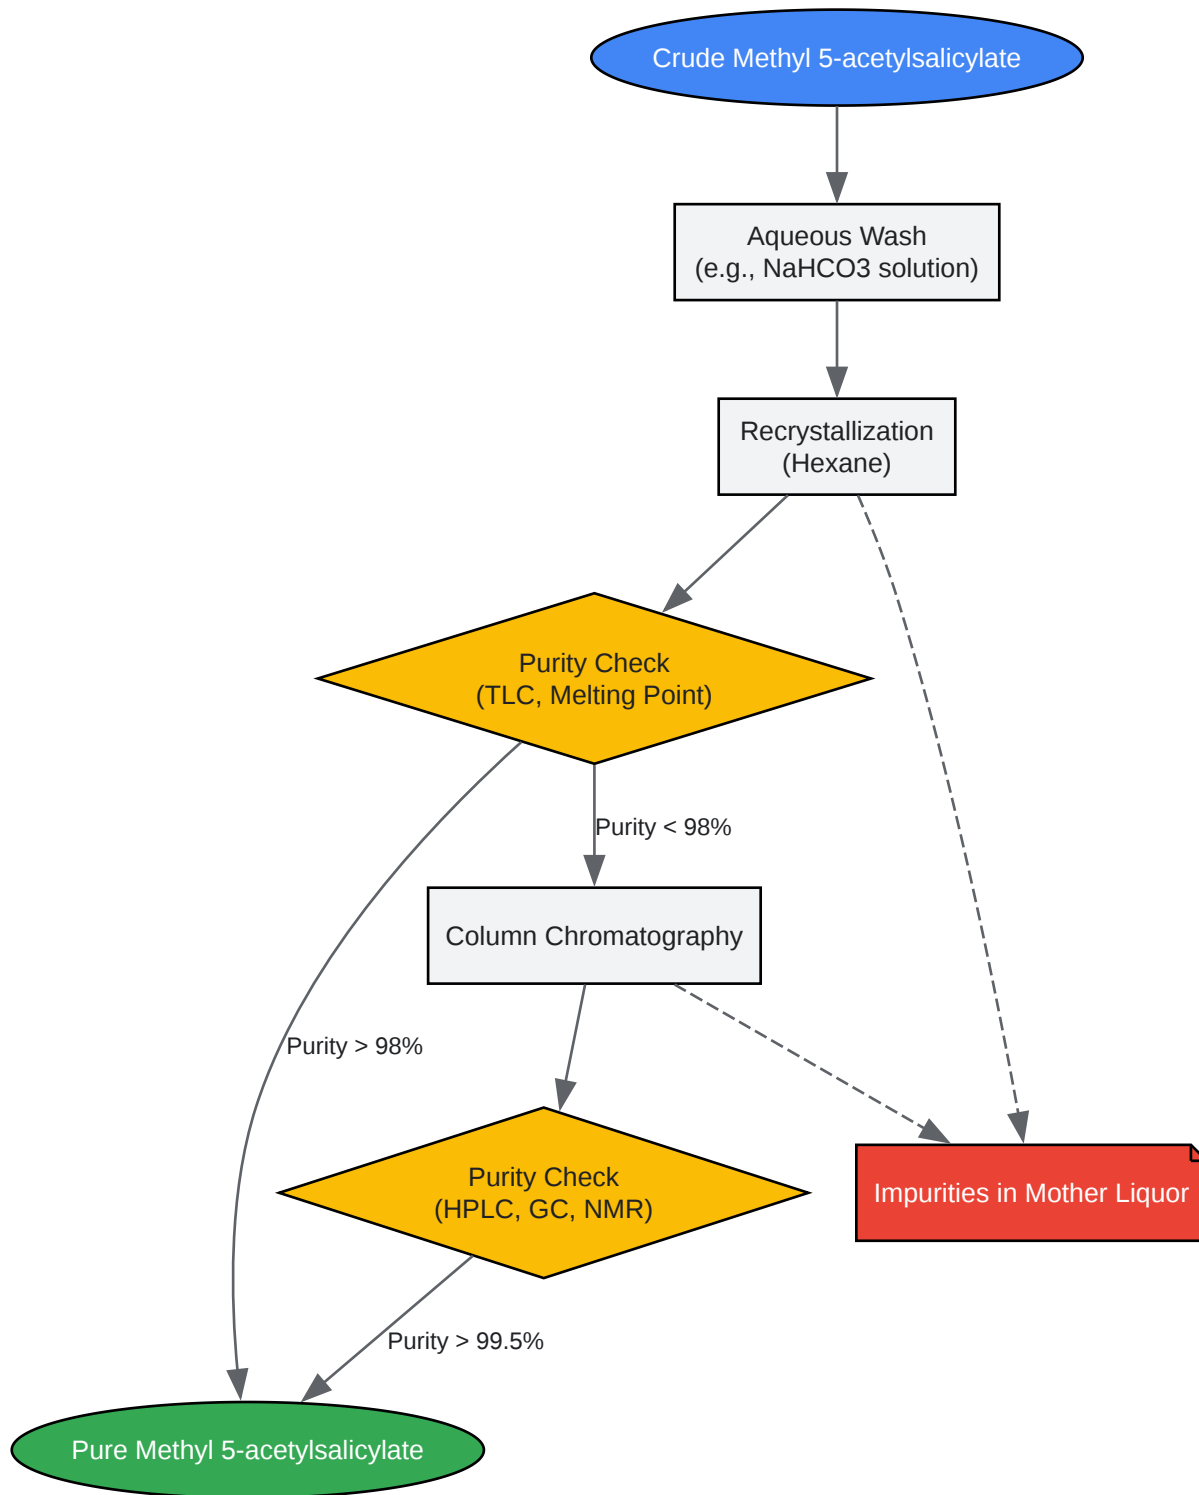 Crude Methyl 5-acetylsalicylate
Aqueous Wash
(e.g., NaHCO3 solution)
Recrystallization
(Hexane)
Purity Check
(TLC, Melting Point)
Purity < 98%
Column Chromatography
Purity > 98%
Purity Check
(HPLC, GC, NMR)
Impurities in Mother Liquor
Purity > 99.5%
Pure Methyl 5-acetylsalicylate